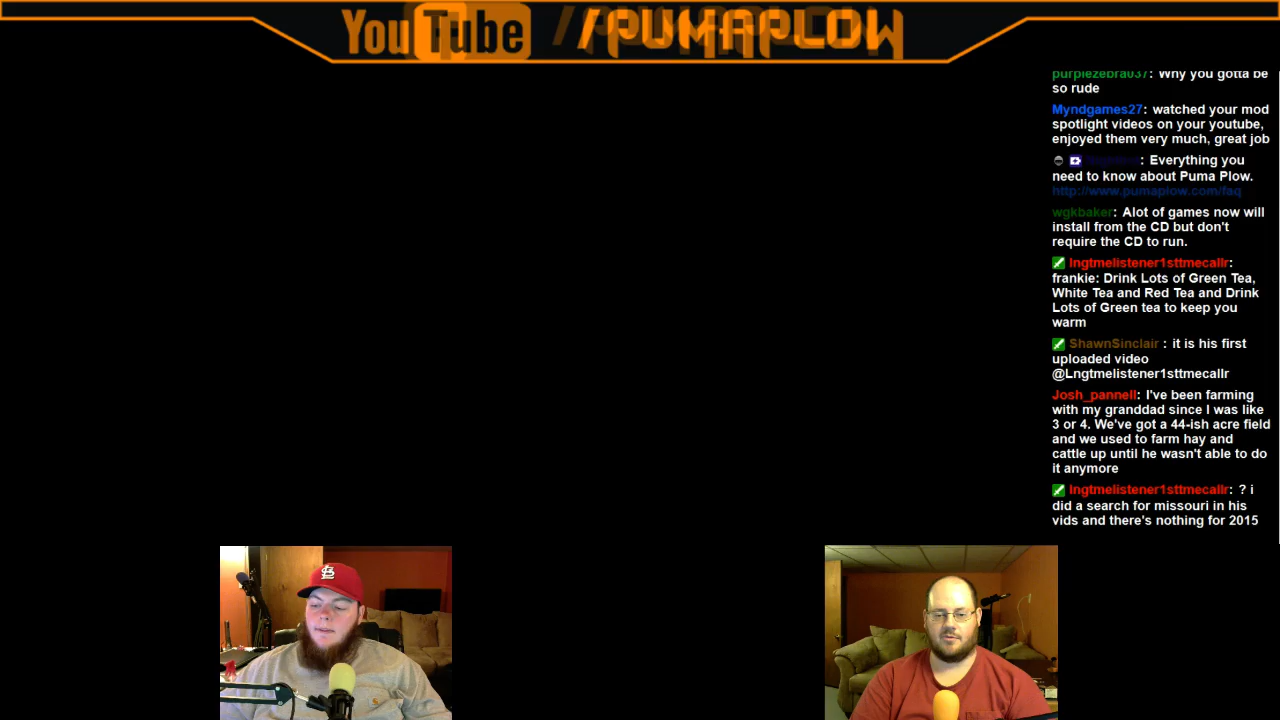 YouTube //PUMAPLOW
purplezebra037: Why you gotta be
so rude
Myndgames27: watched your mod
spotlight videos on your youtube,
enjoyed them very much, great job
: Everything you
need to know about Puma Plow.
http://www.pumaplow.com/faq
wgkbaker: Alot of games now will
install from the CD but don't
require the CD to run.
lngtmelistener1sttmecallr:
frankie: Drink Lots of Green Tea,
White Tea and Red Tea and Drink
Lots of Green tea to keep you
warm
ShawnSinclair : it is his first
uploaded video
@Lngtmelistener1sttmecallr
Josh_pannell: I've been farming
with my granddad since I was like
3 or 4. We've got a 44-ish acre field
and we used to farm hay and
cattle up until he wasn't able to do
it anymore
lngtmelistener1sttmecallr: ? i
did a search for missouri in his
vids and there's nothing for 2015